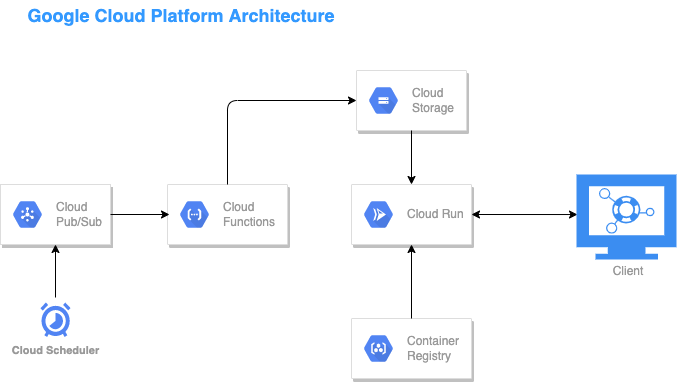 Google Cloud Platform Architecture
Cloud
Storage
Cloud
Pub/Sub
Cloud
Functions
Cloud Run
Client
Cloud Scheduler
Container
Registry